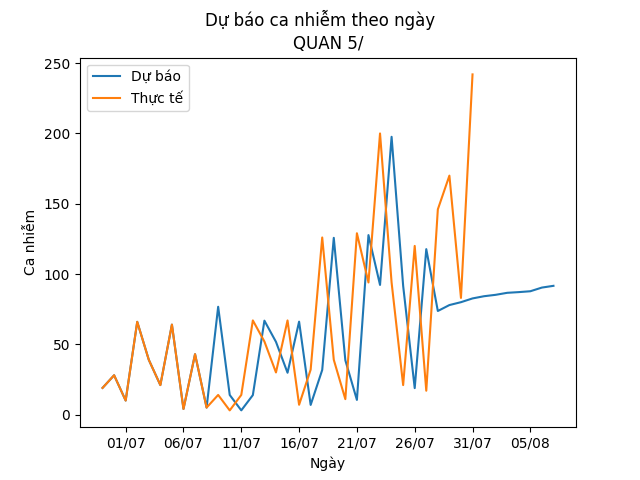 Dự báo ca nhiễm theo ngày
QUAN 5/
Dự báo
Thực tế
Ca nhiễm
250
200
150
100
50
0
01/07 06/07 11/07 16/07 21/07 26/07 31/07 05/08
Ngày